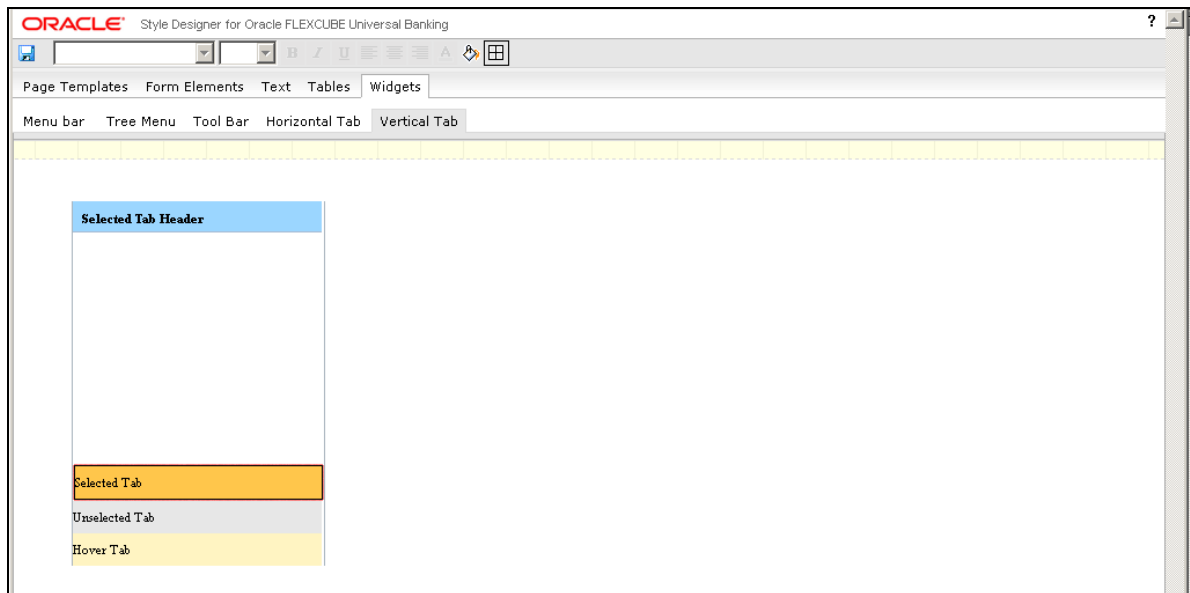 ORACLE Style Designer for Oracle FLEXCUBE Universal Banking ?
B I U A
Page Templates Form Elements Text Tables Widgets
Menu bar Tree Menu Tool Bar Horizontal Tab Vertical Tab
Selected Tab Header
Selected Tab
Unselected Tab
Hover Tab